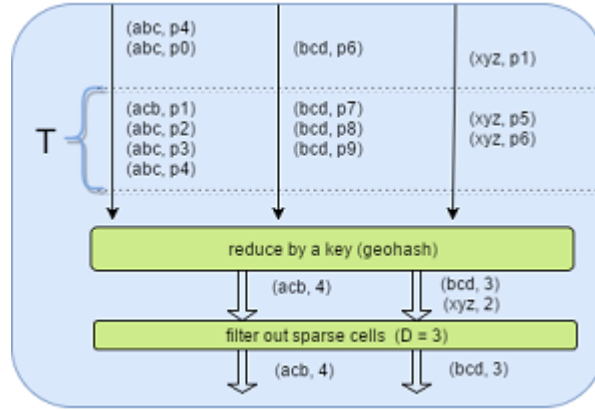 (abc, p4)
(abc, p0)
(bcd, p6)
(xyz, p1)
T
(acb, p1)
(abc, p2)
(abc, p3)
(abc, p4)
(bcd, p7)
(bcd, p8)
(bcd, p9)
(xyz, p5)
(xyz, p6)
reduce by a key (geohash)
(acb, 4)
(bcd, 3)
(xyz, 2)
filter out sparse cells (D = 3)
(acb, 4)
(bcd, 3)